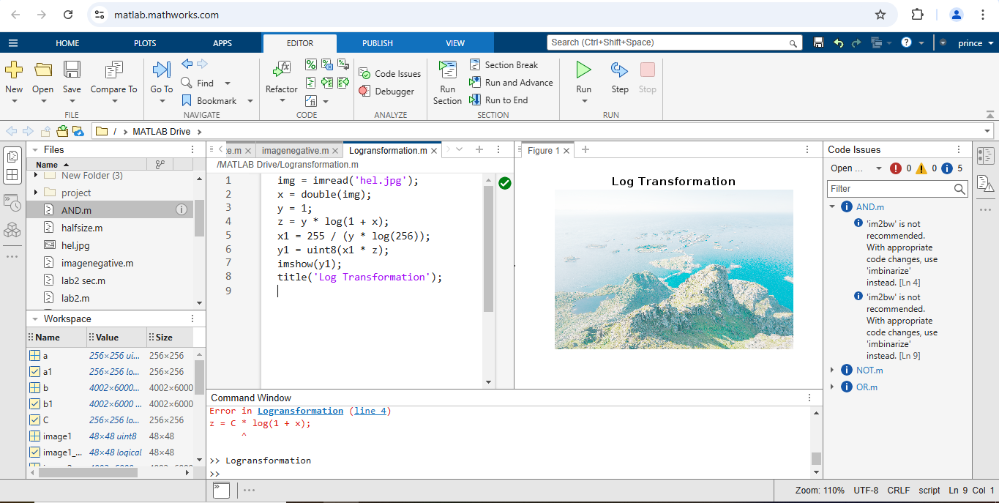 matlab.mathworks.com
HOME PLOTS APPS EDITOR PUBLISH VIEW
Search (Ctrl+Shift+Space)
prince
New Open Save Compare To
FILE
Go To Find Bookmark
NAVIGATE
Refactor
CODE
Code Issues
Debugger
ANALYZE
Run Section
Section Break
Run and Advance
Run to End
SECTION
Run Step Stop
RUN
/ > MATLAB Drive >
Files
Name
New Folder (3)
project
AND.m
halfsize.m
hel.jpg
imagenegative.m
lab2 sec.m
lab2.m
Workspace
Name Value Size
a 256×256 ui... 256×256
a1 256×256 lo... 256×256
b 4002×6000... 4002×6000
b1 4002×6000 ... 4002×6000
C 256×256 lo... 256×256
image1 48×48 uint8 48×48
image1_... 48×48 logical 48×48
e.m imagenegative.m Logransformation.m
/MATLAB Drive/Logransformation.m
1 img = imread('hel.jpg');
2 x = double(img);
3 y = 1;
4 z = y * log(1 + x);
5 x1 = 255 / (y * log(256));
6 y1 = uint8(x1 * z);
7 imshow(y1);
8 title('Log Transformation');
9
Figure 1
Log Transformation
Command Window
Error in Logransformation (line 4)
z = C * log(1 + x);
^
>> Logransformation
>>
Code Issues
Open ... 0 0 5
Filter
AND.m
'im2bw' is not
recommended.
With appropriate
code changes, use
'imbinarize'
instead. [Ln 4]
'im2bw' is not
recommended.
With appropriate
code changes, use
'imbinarize'
instead. [Ln 9]
NOT.m
OR.m
Zoom: 110% UTF-8 CRLF script Ln 9 Col 1